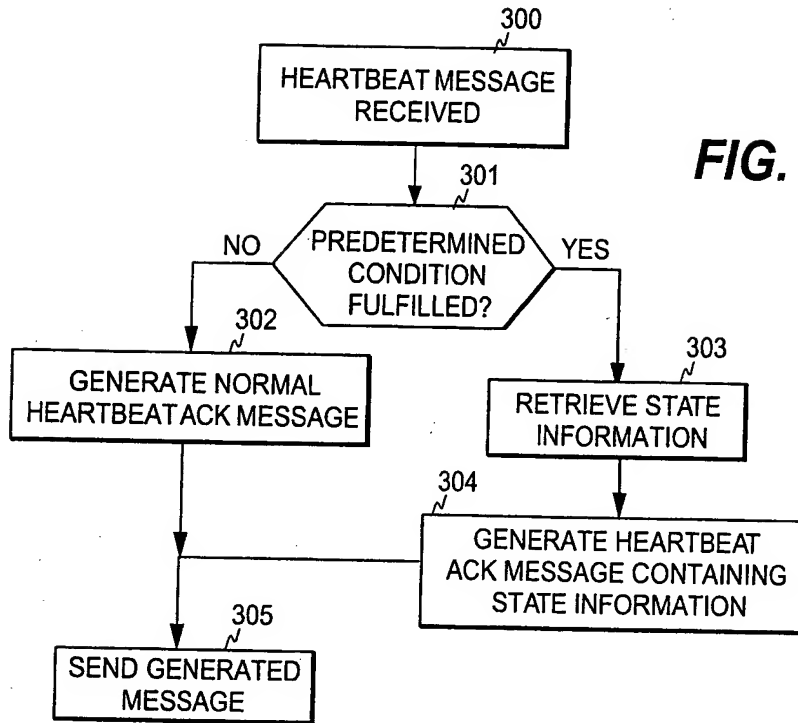 300
HEARTBEAT MESSAGE
RECEIVED
FIG.
301
NO
PREDETERMINED
CONDITION
FULFILLED?
YES
302
GENERATE NORMAL
HEARTBEAT ACK MESSAGE
303
RETRIEVE STATE
INFORMATION
304
GENERATE HEARTBEAT
ACK MESSAGE CONTAINING
STATE INFORMATION
305
SEND GENERATED
MESSAGE